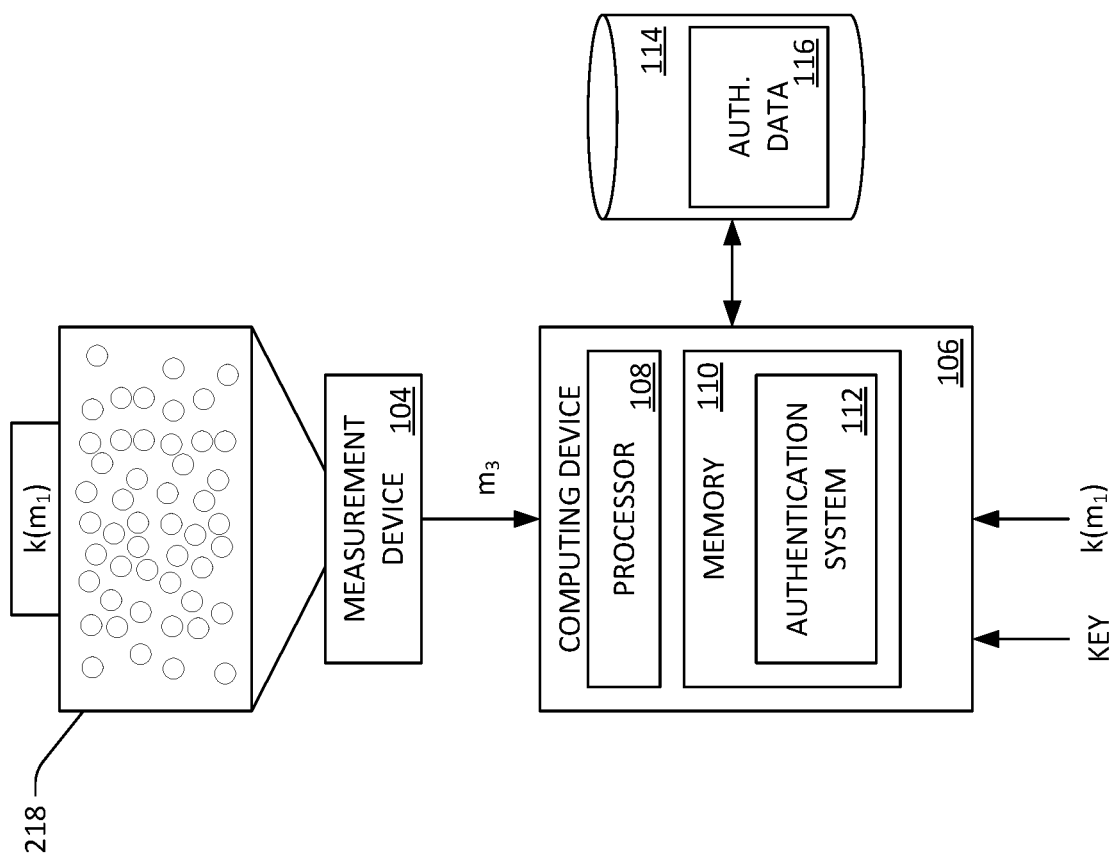 218
k(m₁)
MEASUREMENT
DEVICE
104
m₃
COMPUTING DEVICE
PROCESSOR
108
MEMORY
110
AUTHENTICATION
SYSTEM
112
106
KEY
k(m₁)
114
AUTH.
DATA
116